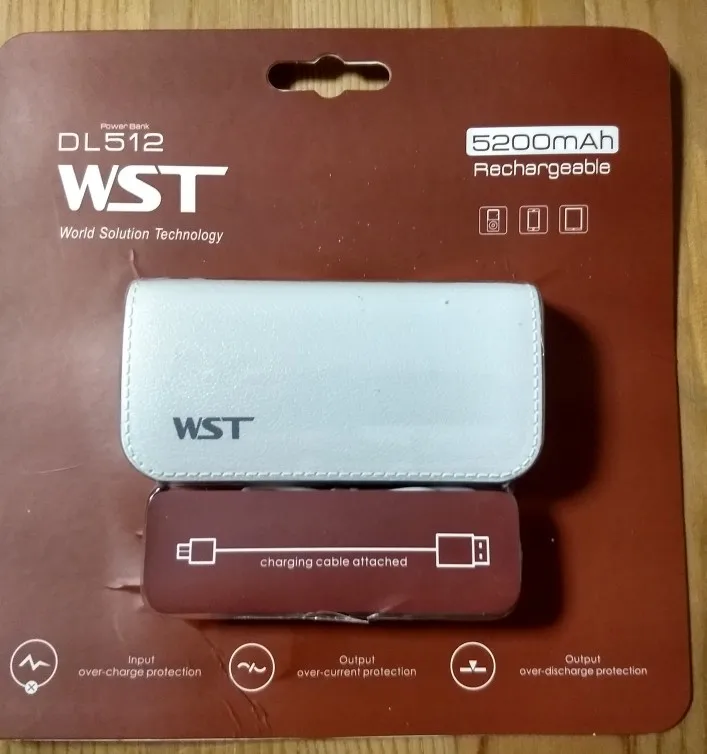 Power Bank
DL512
WST
World Solution Technology
5200mAh
Rechargeable
WST
charging cable attached
Input
over-charge protection
Output
over-current protection
Output
over-discharge protection